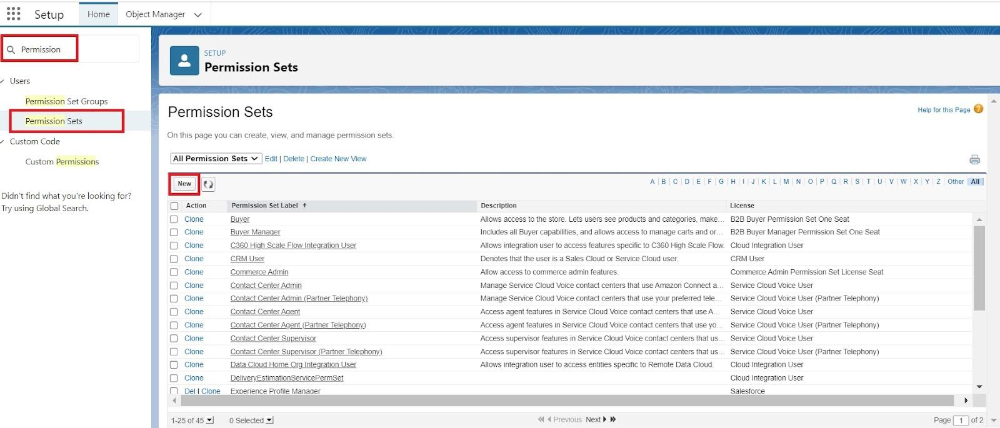 Setup Home Object Manager
Permission
Users
Permission Set Groups
Permission Sets
Custom Code
Custom Permissions
Didn't find what you're looking for?
Try using Global Search.
SETUP
Permission Sets
Permission Sets
Help for this Page ?
On this page you can create, view, and manage permission sets.
All Permission Sets Edit | Delete | Create New View
New
A | B | C | D | E | F | G | H | I | J | K | L | M | N | O | P | Q | R | S | T | U | V | W | X | Y | Z | Other | All
Action Permission Set Label ↑ Description License
Clone Buyer Allows access to the store. Lets users see products and categories, make... B2B Buyer Permission Set One Seat
Clone Buyer Manager Includes all Buyer capabilities, and allows access to manage carts and or... B2B Buyer Manager Permission Set One Seat
Clone C360 High Scale Flow Integration User Allows integration user to access features specific to C360 High Scale Flow. Cloud Integration User
Clone CRM User Denotes that the user is a Sales Cloud or Service Cloud user. CRM User
Clone Commerce Admin Allow access to commerce admin features. Commerce Admin Permission Set License Seat
Clone Contact Center Admin Manage Service Cloud Voice contact centers that use Amazon Connect a... Service Cloud Voice User
Clone Contact Center Admin (Partner Telephony) Manage Service Cloud Voice contact centers that use your preferred tele... Service Cloud Voice User (Partner Telephony)
Clone Contact Center Agent Access agent features in Service Cloud Voice contact centers that use A... Service Cloud Voice User
Clone Contact Center Agent (Partner Telephony) Access agent features in Service Cloud Voice contact centers that use yo... Service Cloud Voice User (Partner Telephony)
Clone Contact Center Supervisor Access supervisor features in Service Cloud Voice contact centers that us... Service Cloud Voice User
Clone Contact Center Supervisor (Partner Telephony) Access supervisor features in Service Cloud Voice contact centers that us... Service Cloud Voice User (Partner Telephony)
Clone Data Cloud Home Org Integration User Allows integration user to access entities specific to Remote Data Cloud. Cloud Integration User
Clone DeliveryEstimationServicePermSet Cloud Integration User
Del | Clone Experience Profile Manager Salesforce
1-25 of 45 0 Selected Previous Next Page 1 of 2